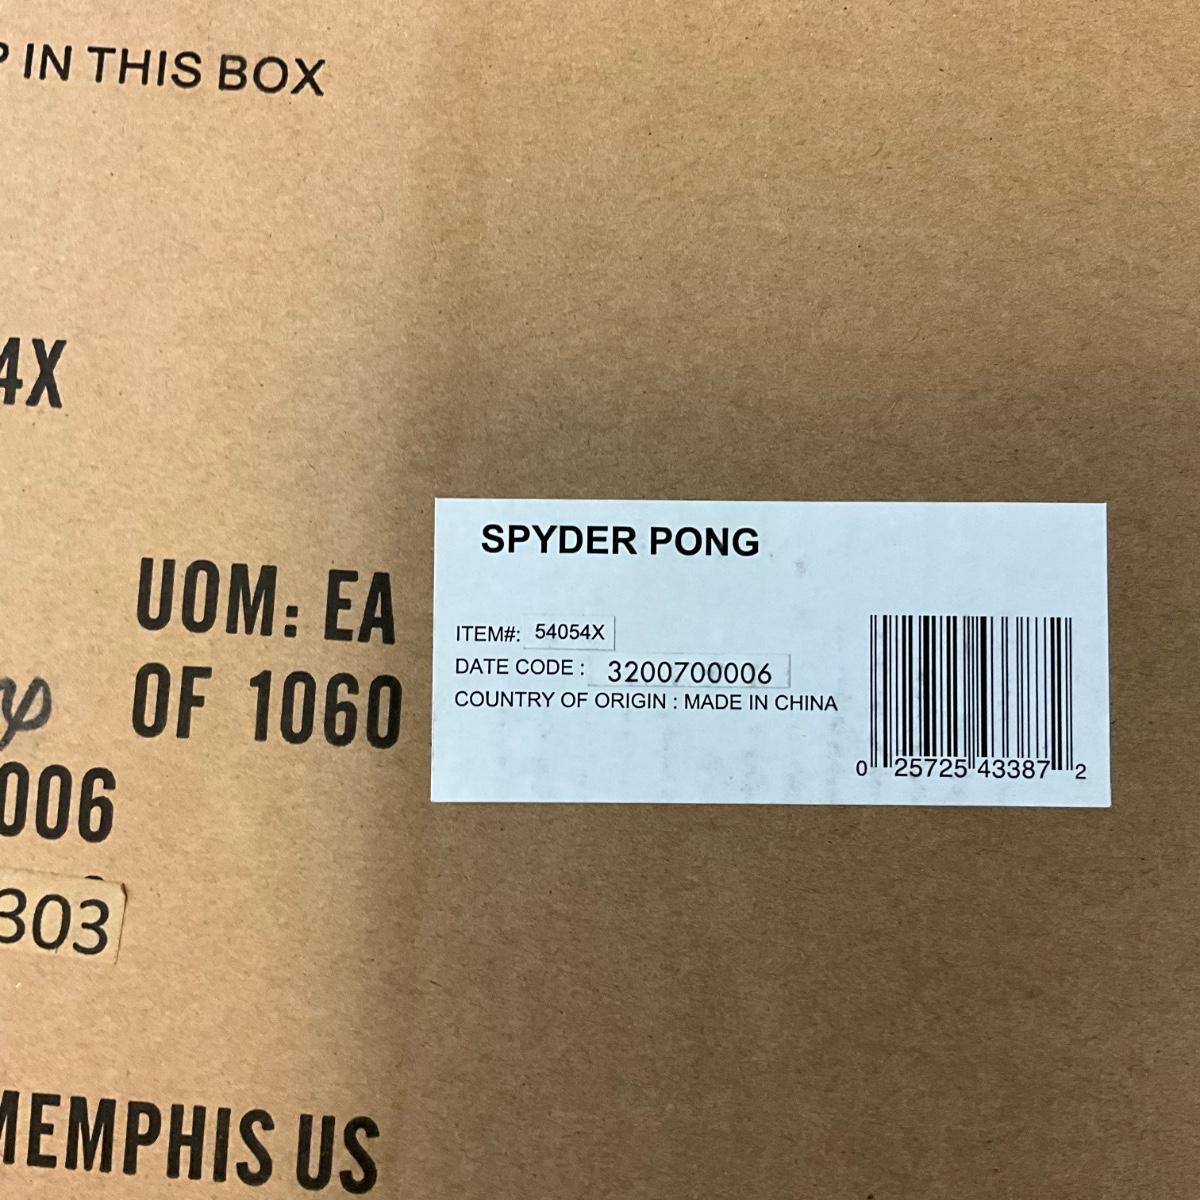 IN THIS BOX
4X
SPYDER PONG
UOM: EA
ITEM#: 54054X
DATE CODE : 3200700006
OF 1060
COUNTRY OF ORIGIN : MADE IN CHINA
0 25725 43387 2
006
303
MEMPHIS US